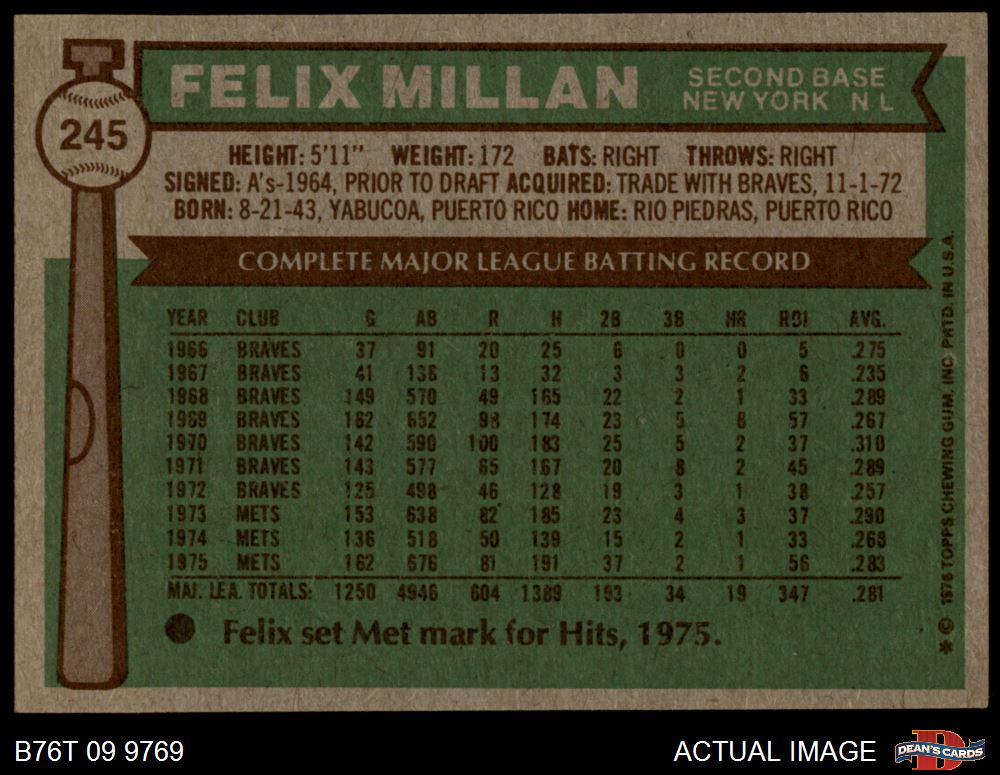 FELIX MILLAN
SECOND BASE
NEW YORK N L
245
HEIGHT: 5'11" WEIGHT: 172 BATS: RIGHT THROWS: RIGHT
SIGNED: A's-1964, PRIOR TO DRAFT ACQUIRED: TRADE WITH BRAVES, 11-1-72
BORN: 8-21-43, YABUCOA, PUERTO RICO HOME: RIO PIEDRAS, PUERTO RICO
COMPLETE MAJOR LEAGUE BATTING RECORD
YEAR CLUB G AB R H 2B 3B HR RBI AVG.
1966 BRAVES 37 91 20 25 6 0 0 5 .275
1967 BRAVES 41 136 13 32 3 3 2 6 .235
1968 BRAVES 149 570 49 165 22 2 1 33 .289
1969 BRAVES 162 652 98 174 23 5 6 57 .267
1970 BRAVES 142 590 100 183 25 5 2 37 .310
1971 BRAVES 143 577 65 167 20 8 2 45 .289
1972 BRAVES 125 498 46 128 19 3 1 38 .257
1973 METS 153 638 82 185 23 4 3 37 .290
1974 METS 136 518 50 139 15 2 1 33 .268
1975 METS 162 676 81 191 37 2 1 56 .283
MAJ. LEA. TOTALS: 1250 4946 604 1389 193 34 19 347 .281
Felix set Met mark for Hits, 1975.
* © 1976 TOPPS CHEWING GUM, INC. PRTD. IN U.S.A.
B76T 09 9769
ACTUAL IMAGE
D
DEAN'S CARDS